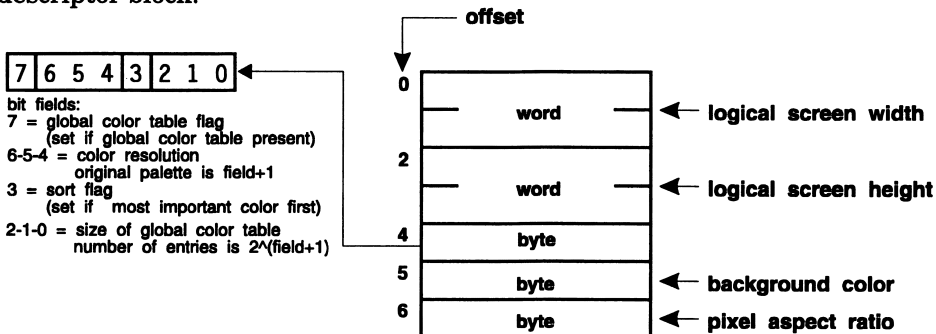 descriptor block.
offset
7 6 5 4 3 2 1 0
bit fields:
7 = global color table flag
(set if global color table present)
6-5-4 = color resolution
original palette is field+1
3 = sort flag
(set if most important color first)
2-1-0 = size of global color table
number of entries is 2^(field+1)
0
word
logical screen width
2
word
logical screen height
4
byte
5
byte
background color
6
byte
pixel aspect ratio